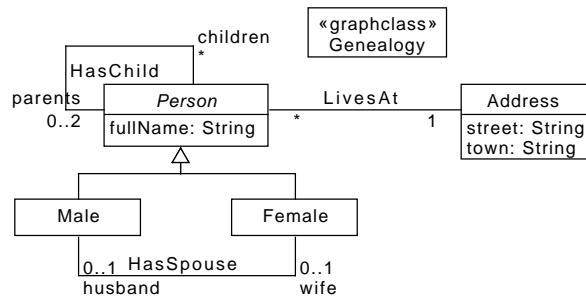 children
*
«graphclass»
Genealogy
HasChild
parents
0..2
Person
fullName: String
LivesAt
*
1
Address
street: String
town: String
Male
Female
0..1
HasSpouse
0..1
husband
wife